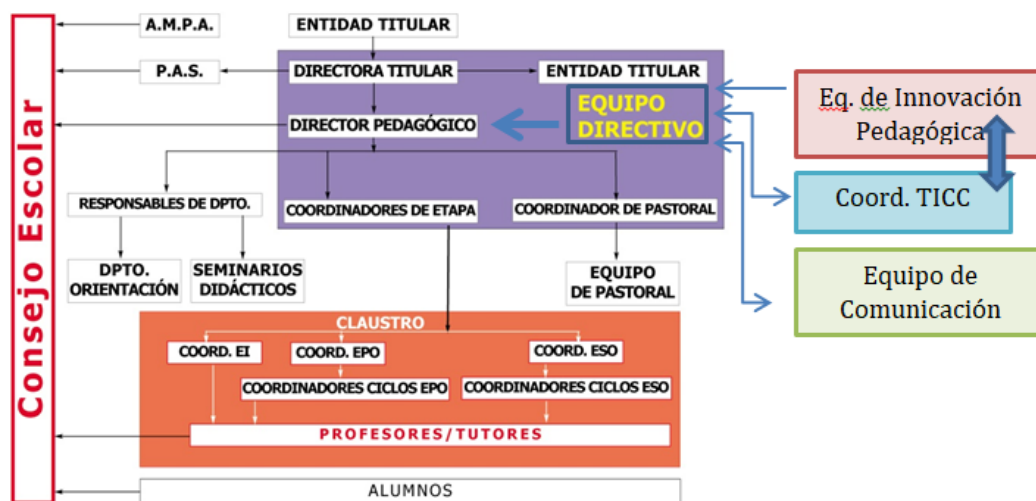 Consejo Escolar
A.M.P.A.
ENTIDAD TITULAR
P.A.S.
DIRECTORA TITULAR
ENTIDAD TITULAR
EQUIPO
DIRECTIVO
DIRECTOR PEDAGÓGICO
Eq. de Innovación
Pedagógica
Coord. TICC
Equipo de
Comunicación
RESPONSABLES DE DPTO.
COORDINADORES DE ETAPA
COORDINADOR DE PASTORAL
DPTO.
ORIENTACIÓN
SEMINARIOS
DIDÁCTICOS
EQUIPO
DE PASTORAL
CLAUSTRO
COORD. EI
COORD. EPO
COORD. ESO
COORDINADORES CICLOS EPO
COORDINADORES CICLOS ESO
PROFESORES/TUTORES
ALUMNOS